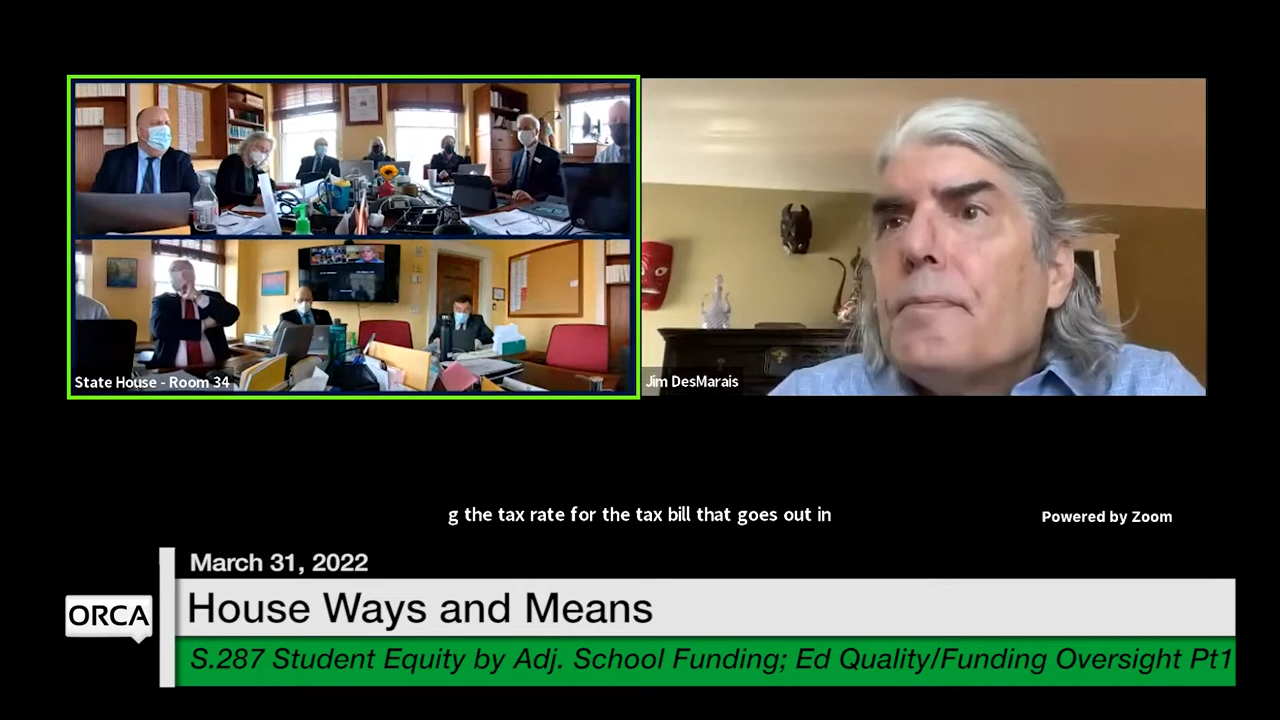 State House - Room 34
Jim DesMarais
g the tax rate for the tax bill that goes out in
Powered by Zoom
March 31, 2022
ORCA
House Ways and Means
S.287 Student Equity by Adj. School Funding; Ed Quality/Funding Oversight Pt1